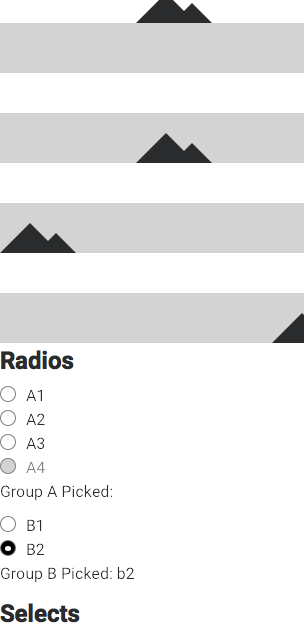 Radios
A1
A2
A3
A4
Group A Picked:
B1
B2
Group B Picked: b2
Selects